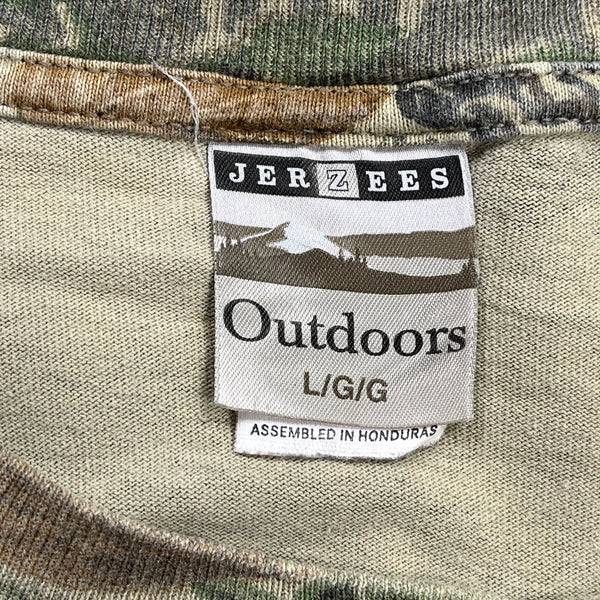 JERZEES
Outdoors
L/G/G
ASSEMBLED IN HONDURAS